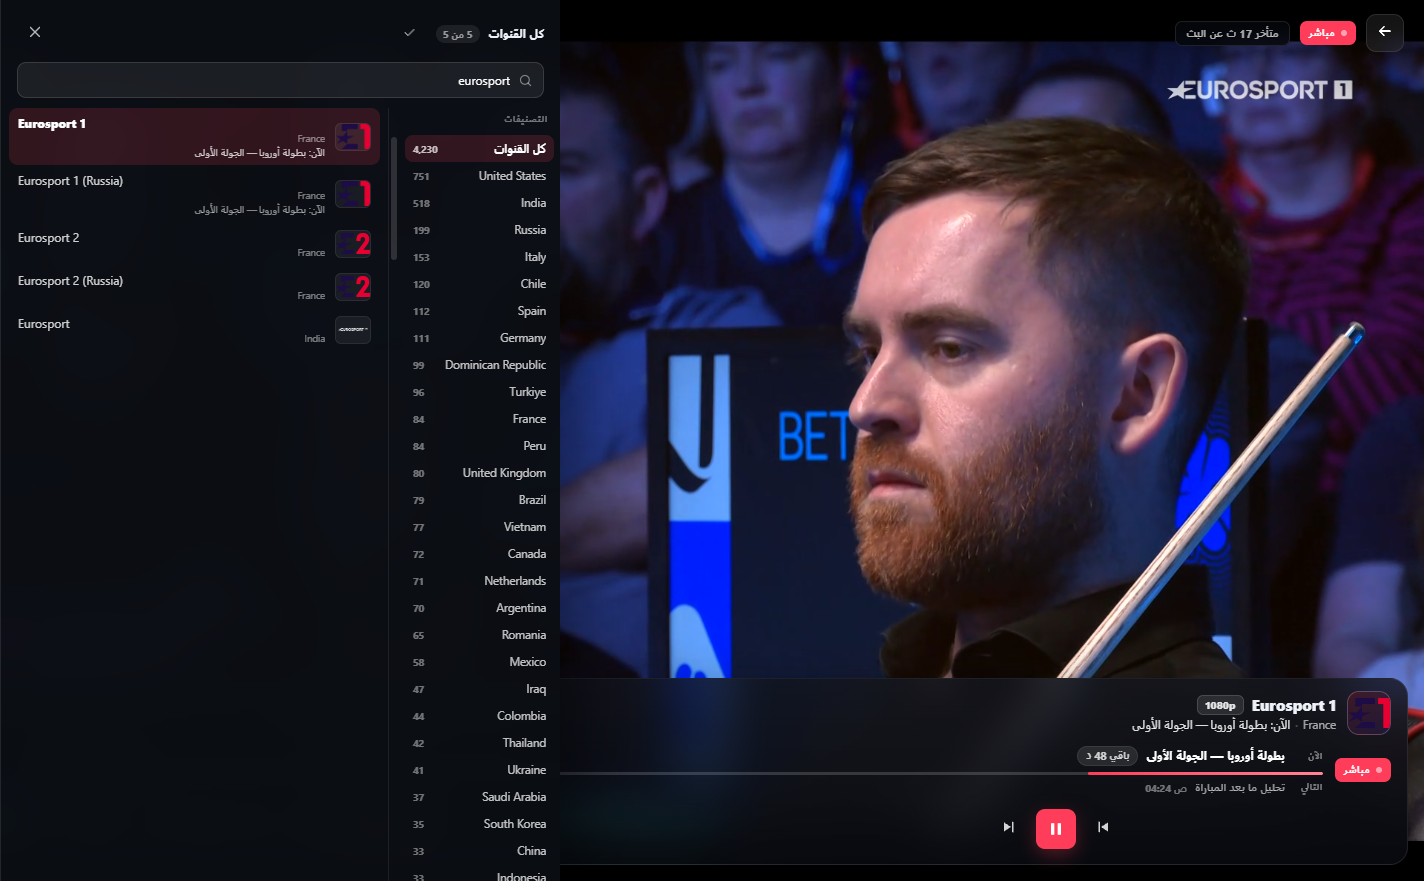 كل القنوات
5 من 5
eurosport
التصنيفات
كل القنوات 4,230
United States 751
India 518
Russia 199
Italy 153
Chile 120
Spain 112
Germany 111
Dominican Republic 99
Turkiye 96
France 84
Peru 84
United Kingdom 80
Brazil 79
Vietnam 77
Canada 72
Netherlands 71
Argentina 70
Romania 65
Mexico 58
Iraq 47
Colombia 44
Thailand 42
Ukraine 41
Saudi Arabia 37
South Korea 35
China 33
Indonesia 33
Eurosport 1
France
الآن: بطولة أوروبا — الجولة الأولى
Eurosport 1 (Russia)
France
الآن: بطولة أوروبا — الجولة الأولى
Eurosport 2
France
Eurosport 2 (Russia)
France
Eurosport
India
مباشر
متأخر 17 ث عن البث
EUROSPORT 1
BET
Eurosport 1 1080p
France · الآن: بطولة أوروبا — الجولة الأولى
مباشر
الآن بطولة أوروبا — الجولة الأولى باقي 48 د
التالي تحليل ما بعد المباراة 04:24 ص